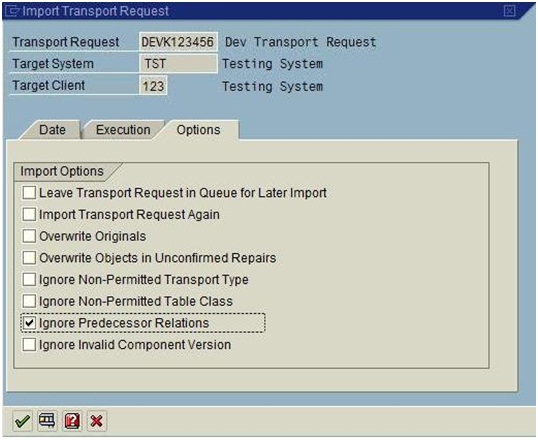 Import Transport Request
Transport Request DEVK123456 Dev Transport Request
Target System TST Testing System
Target Client 123 Testing System
Date Execution Options
Import Options
Leave Transport Request in Queue for Later Import
Import Transport Request Again
Overwrite Originals
Overwrite Objects in Unconfirmed Repairs
Ignore Non-Permitted Transport Type
Ignore Non-Permitted Table Class
Ignore Predecessor Relations
Ignore Invalid Component Version